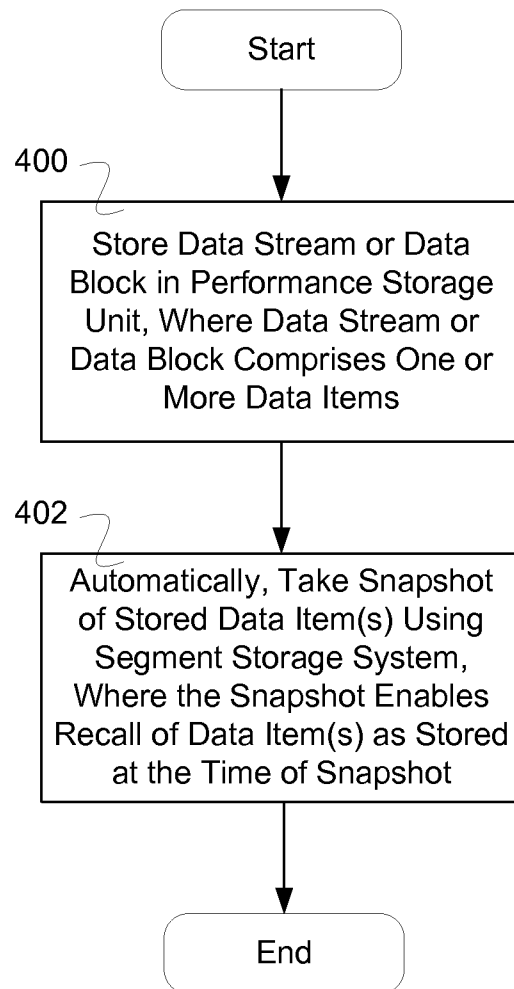 Start
400
Store Data Stream or Data
Block in Performance Storage
Unit, Where Data Stream or
Data Block Comprises One or
More Data Items
402
Automatically, Take Snapshot
of Stored Data Item(s) Using
Segment Storage System,
Where the Snapshot Enables
Recall of Data Item(s) as Stored
at the Time of Snapshot
End